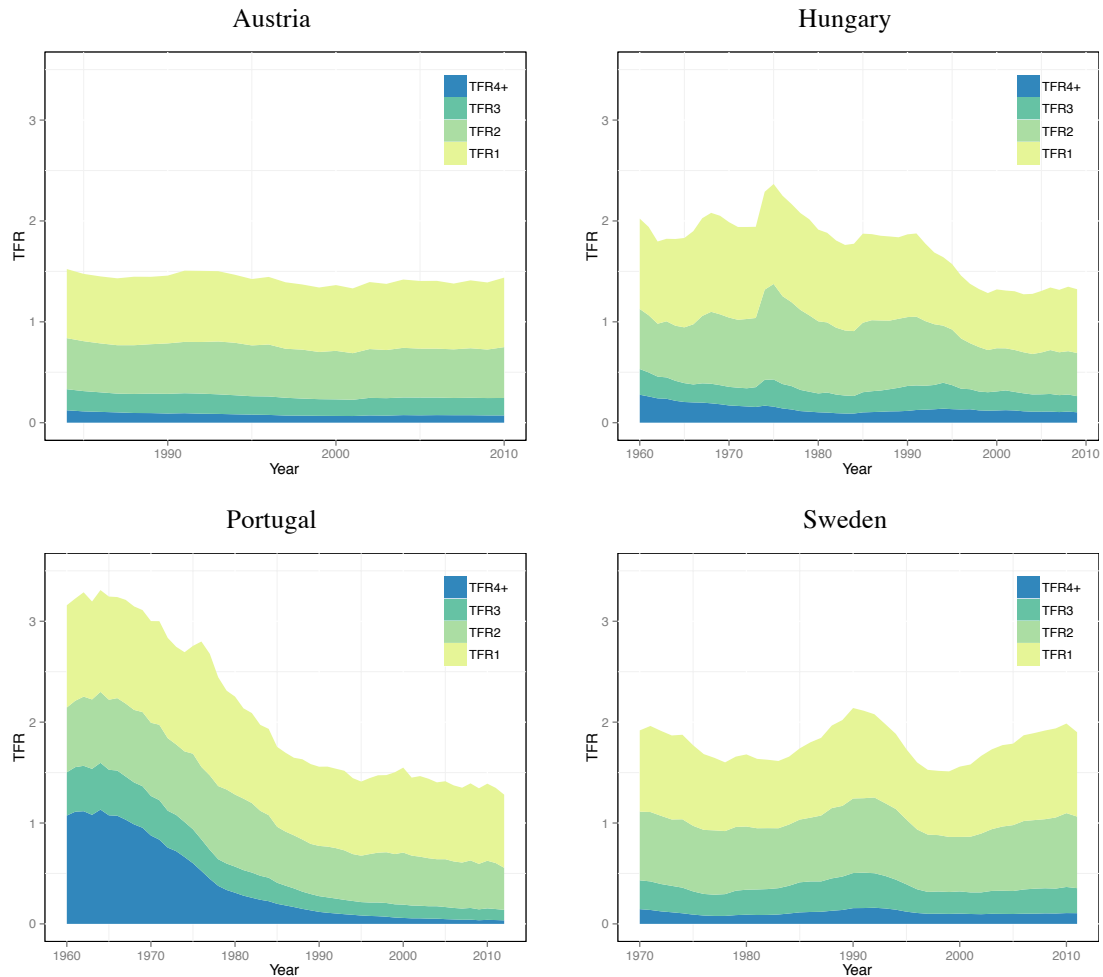 Austria
Hungary
TFR
3
2
1
0
TFR4+
TFR3
TFR2
TFR1
1990
2000
2010
Year
TFR
3
2
1
0
TFR4+
TFR3
TFR2
TFR1
1960
1970
1980
1990
2000
2010
Year
Portugal
Sweden
TFR
3
2
1
0
TFR4+
TFR3
TFR2
TFR1
1960
1970
1980
1990
2000
2010
Year
TFR
3
2
1
0
TFR4+
TFR3
TFR2
TFR1
1970
1980
1990
2000
2010
Year